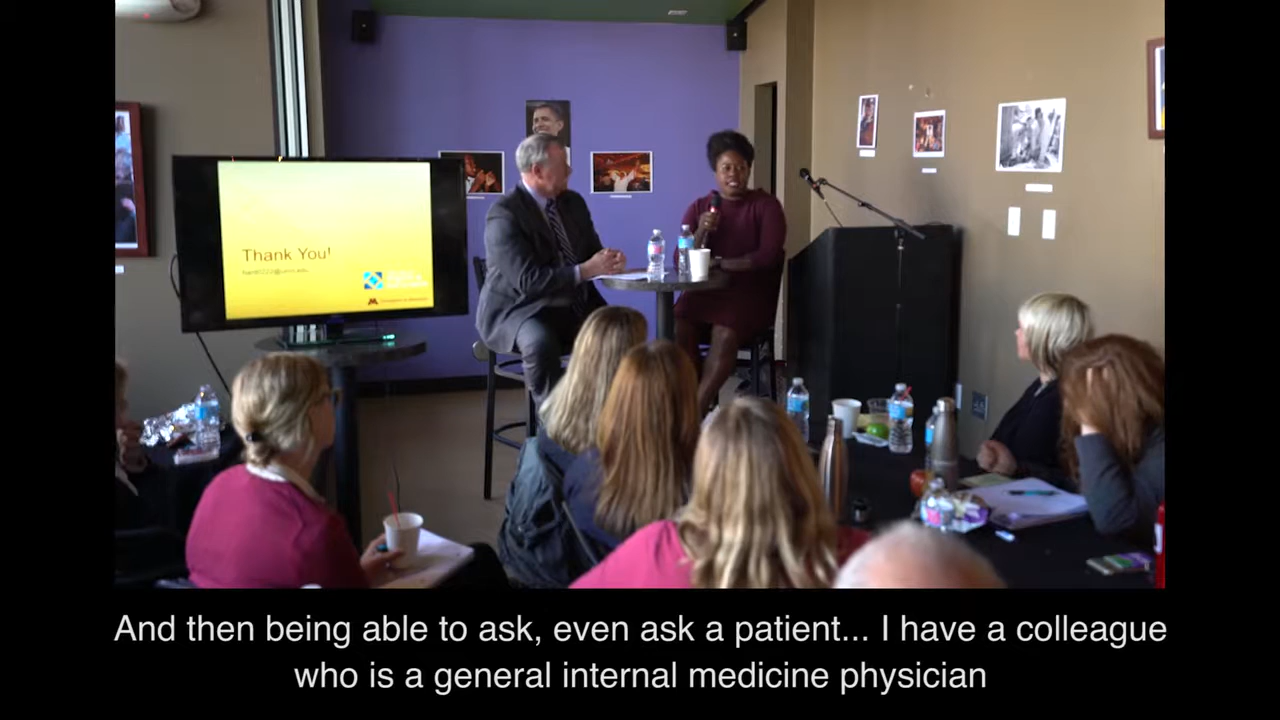 Thank You!
And then being able to ask, even ask a patient... I have a colleague
who is a general internal medicine physician